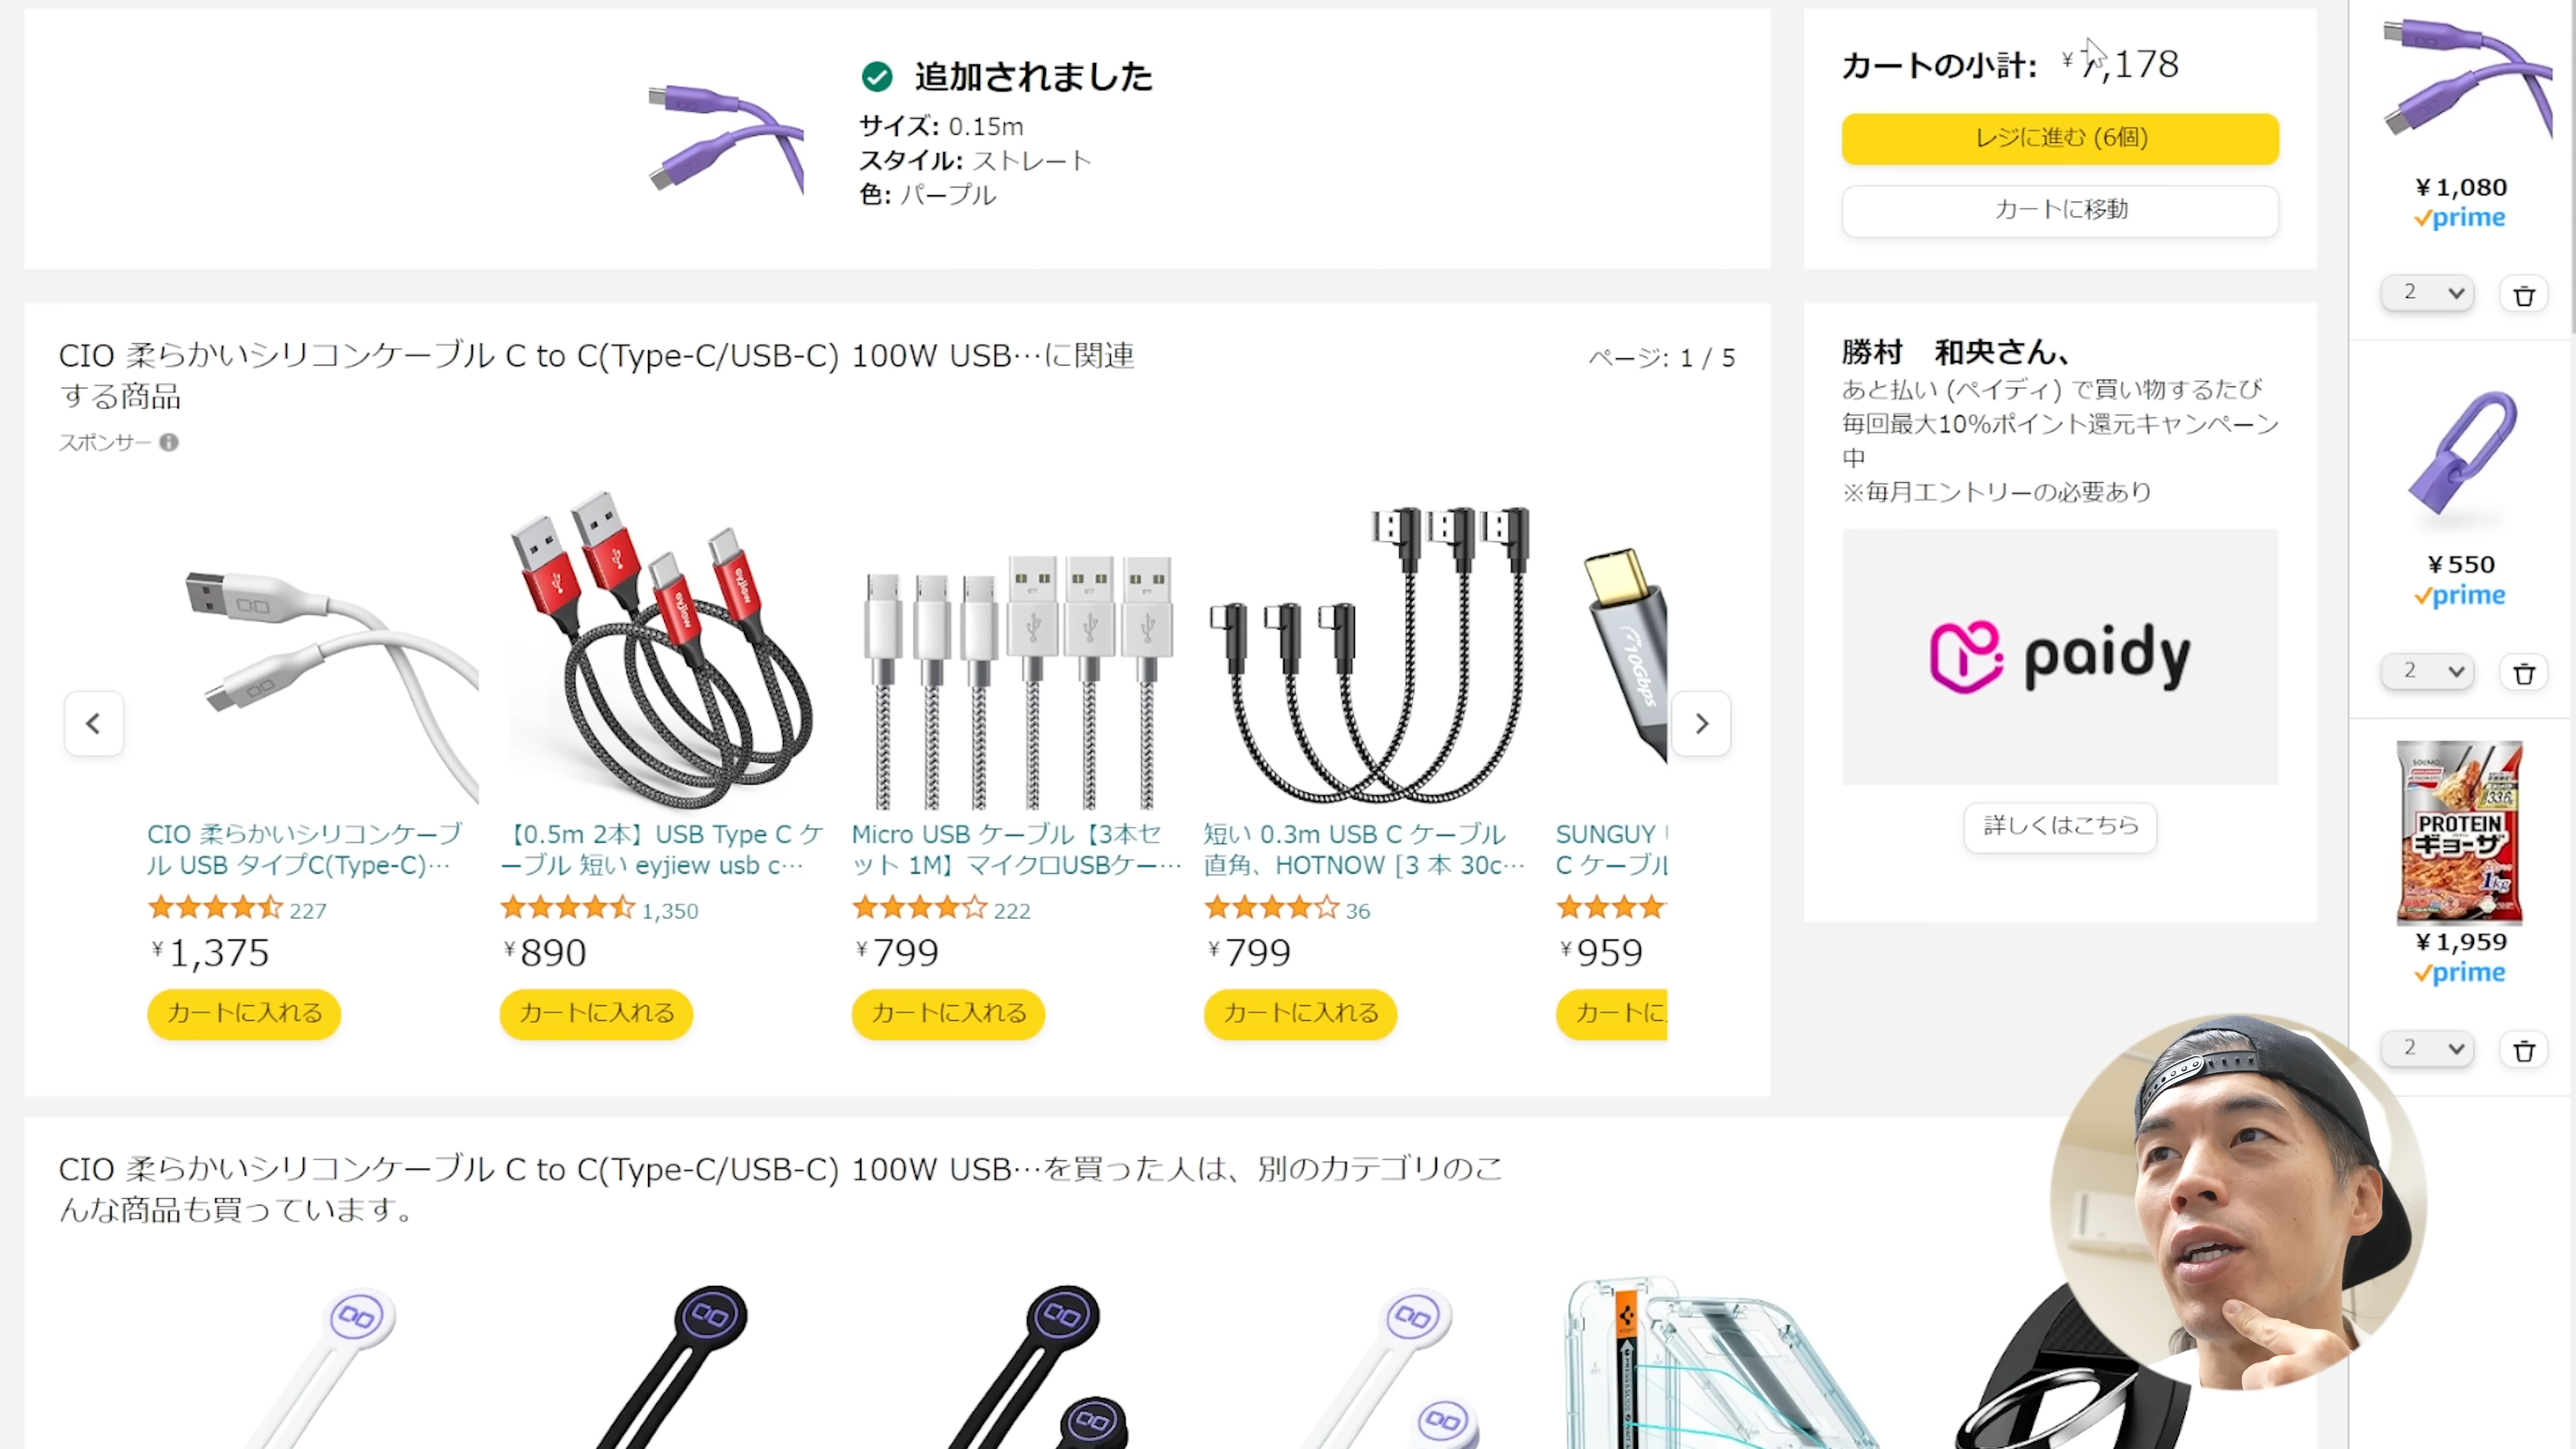 追加されました
サイズ: 0.15m
スタイル: ストレート
色: パープル
カートの小計: ¥7,178
レジに進む (6個)
カートに移動
CIO 柔らかいシリコンケーブル C to C(Type-C/USB-C) 100W USB…に関連
する商品
ページ: 1 / 5
スポンサー
CIO 柔らかいシリコンケーブ
ル USB タイプC(Type-C)…
227
¥1,375
カートに入れる
eyjiew
eyjiew
【0.5m 2本】USB Type C ケ
ーブル 短い eyjiew usb c…
1,350
¥890
カートに入れる
Micro USB ケーブル【3本セ
ット 1M】マイクロUSBケー…
222
¥799
カートに入れる
短い 0.3m USB C ケーブル
直角、HOTNOW [3 本 30c…
36
¥799
カートに入れる
10Gbps
SUNGUY
C ケーブル
¥959
カートに
勝村　和央さん、
あと払い (ペイディ) で買い物するたび
毎回最大10%ポイント還元キャンペーン
中
※毎月エントリーの必要あり
paidy
詳しくはこちら
¥1,080
prime
2
¥550
prime
2
SOLIMO
33.6
PROTEIN
ギョーザ
1kg
¥1,959
prime
2
CIO 柔らかいシリコンケーブル C to C(Type-C/USB-C) 100W USB…を買った人は、別のカテゴリのこ
んな商品も買っています。